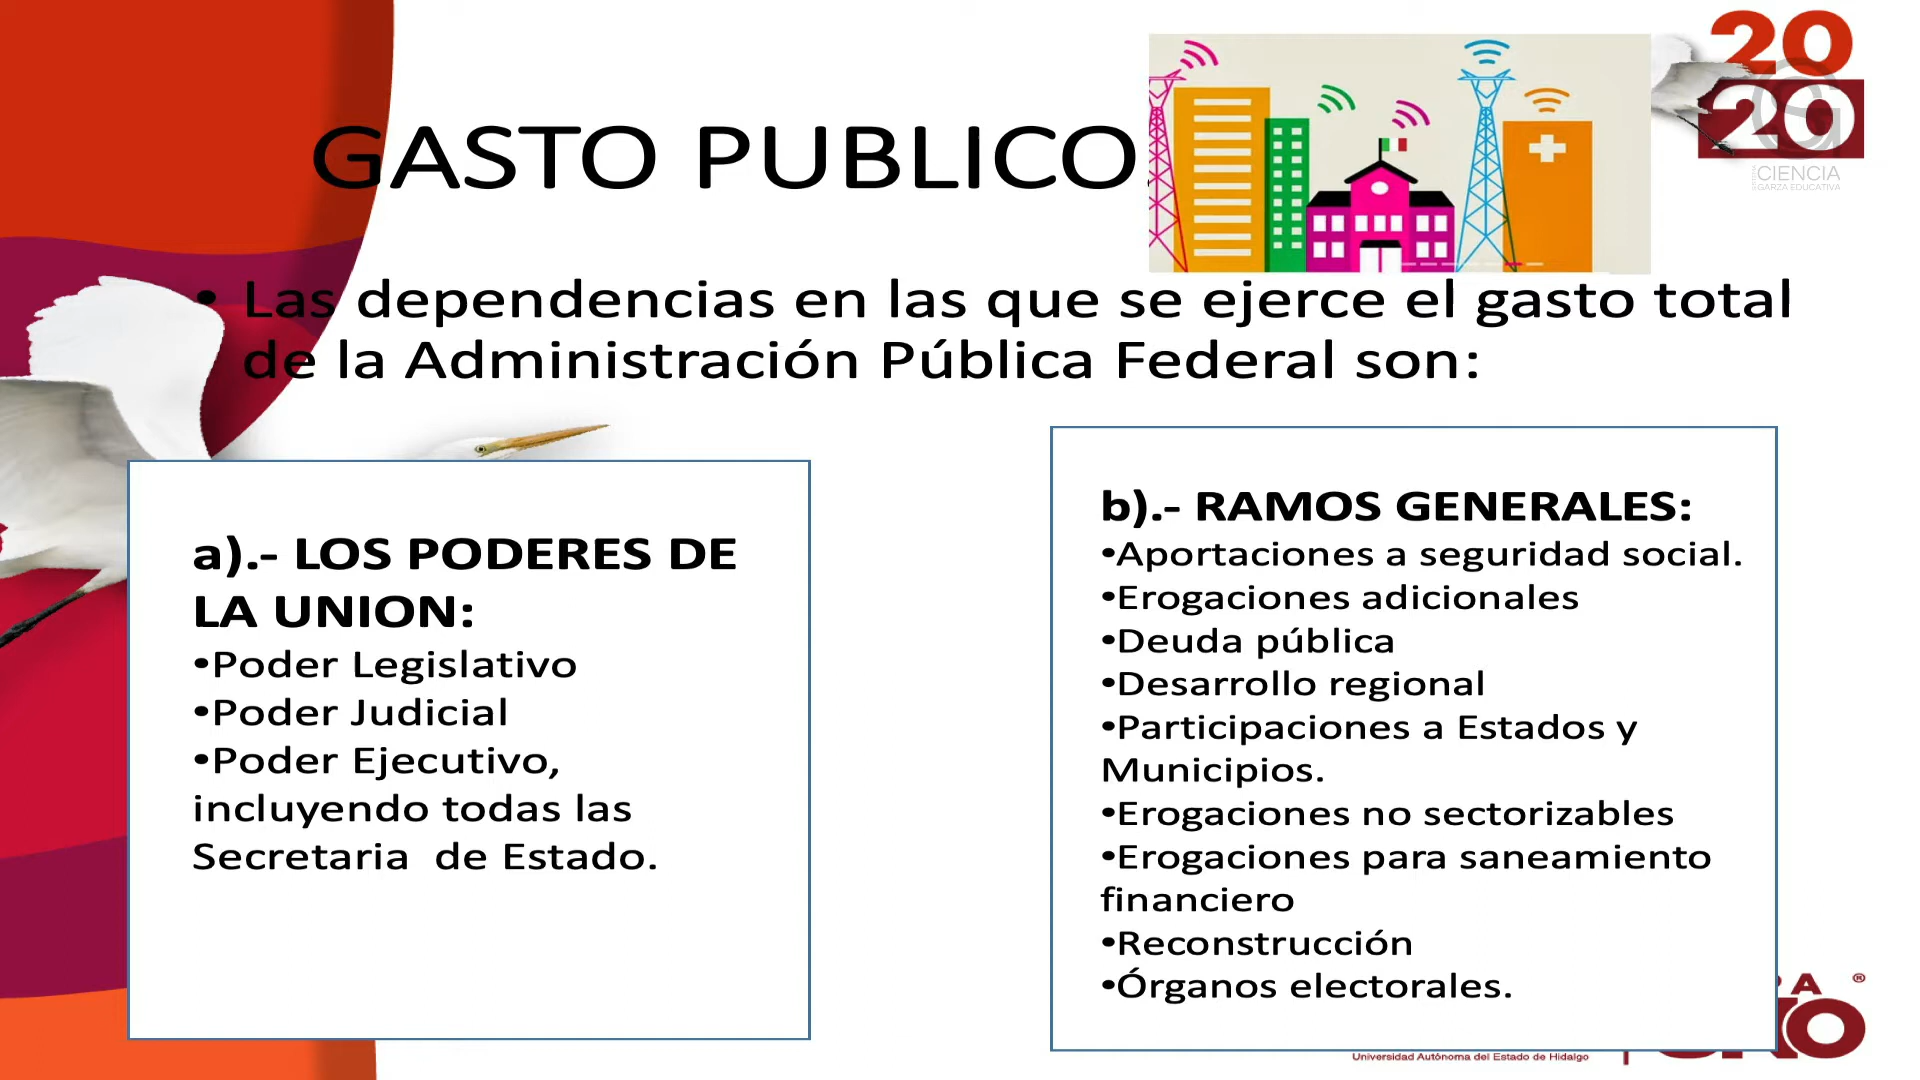 20
20
CIENCIA
GARZA EDUCATIVA
GASTO PUBLICO
• Las dependencias en las que se ejerce el gasto total
de la Administración Pública Federal son:
a).- LOS PODERES DE
LA UNION:
•Poder Legislativo
•Poder Judicial
•Poder Ejecutivo,
incluyendo todas las
Secretaria de Estado.
b).- RAMOS GENERALES:
•Aportaciones a seguridad social.
•Erogaciones adicionales
•Deuda pública
•Desarrollo regional
•Participaciones a Estados y
Municipios.
•Erogaciones no sectorizables
•Erogaciones para saneamiento
financiero
•Reconstrucción
•Órganos electorales.
Universidad Autónoma del Estado de Hidalgo